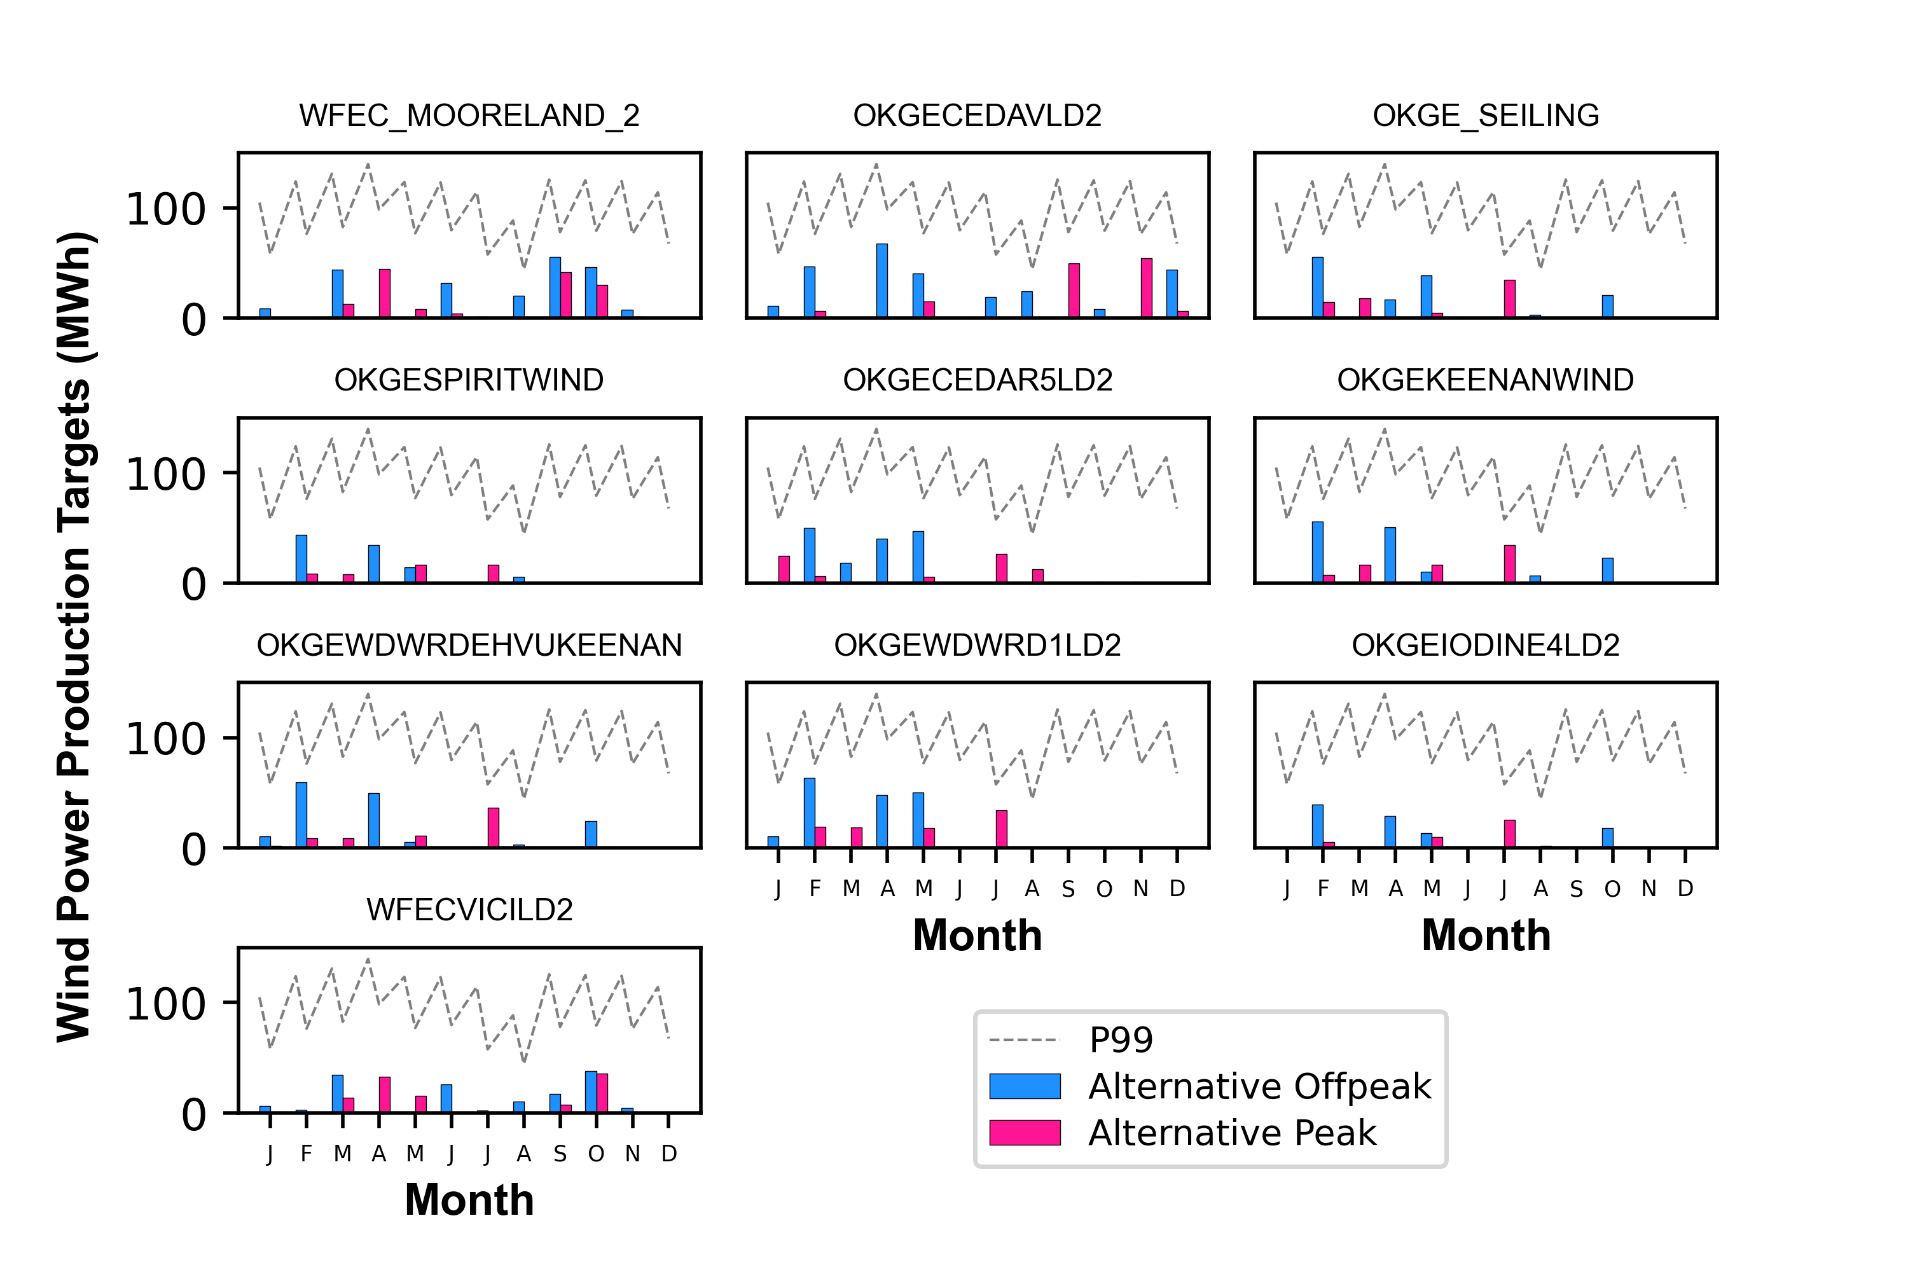 WFEC_MOORELAND_2
OKGECEDAVLD2
OKGE_SEILING
100
0
OKGESPIRITWIND
OKGECEDAR5LD2
OKGEKEENANWIND
100
0
Wind Power Production Targets (MWh)
OKGEWDWRDEHVUKEENAN
OKGEWDWRD1LD2
OKGEIODINE4LD2
100
0
J F M A M J J A S O N D
Month
J F M A M J J A S O N D
Month
WFECVICILD2
100
0
J F M A M J J A S O N D
Month
P99
Alternative Offpeak
Alternative Peak